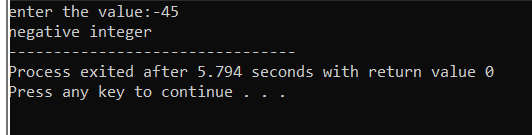 enter the value:-45
negative integer
--------------------------------
Process exited after 5.794 seconds with return value 0
Press any key to continue . . .